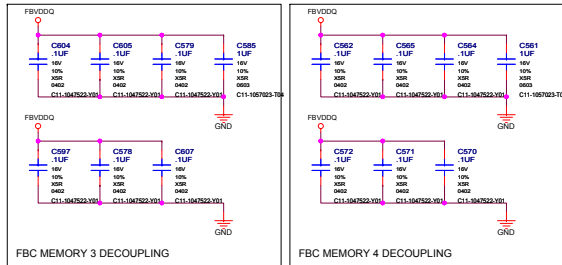 FBVDDQ
C604 C605 C579 C585
.1UF .1UF .1UF 1UF
16V 16V 16V 16V
10% 10% 10% 10%
X5R X5R X5R X5R
0402 0402 0402 0603
C11-1047522-Y01 C11-1047522-Y01 C11-1047522-Y01 C11-1057023-T04
GND
FBVDDQ
C597 C578 C607
.1UF .1UF .1UF
16V 16V 16V
10% 10% 10%
X5R X5R X5R
0402 0402 0402
C11-1047522-Y01 C11-1047522-Y01 C11-1047522-Y01
GND
FBC MEMORY 3 DECOUPLING
FBVDDQ
C562 C565 C564 C561
.1UF .1UF .1UF 1UF
16V 16V 16V 16V
10% 10% 10% 10%
X5R X5R X5R X5R
0402 0402 0402 0603
C11-1047522-Y01 C11-1047522-Y01 C11-1047522-Y01 C11-1057023-T0
GND
FBVDDQ
C572 C571 C570
.1UF .1UF .1UF
16V 16V 16V
10% 10% 10%
X5R X5R X5R
0402 0402 0402
C11-1047522-Y01 C11-1047522-Y01 C11-1047522-Y01
GND
FBC MEMORY 4 DECOUPLING